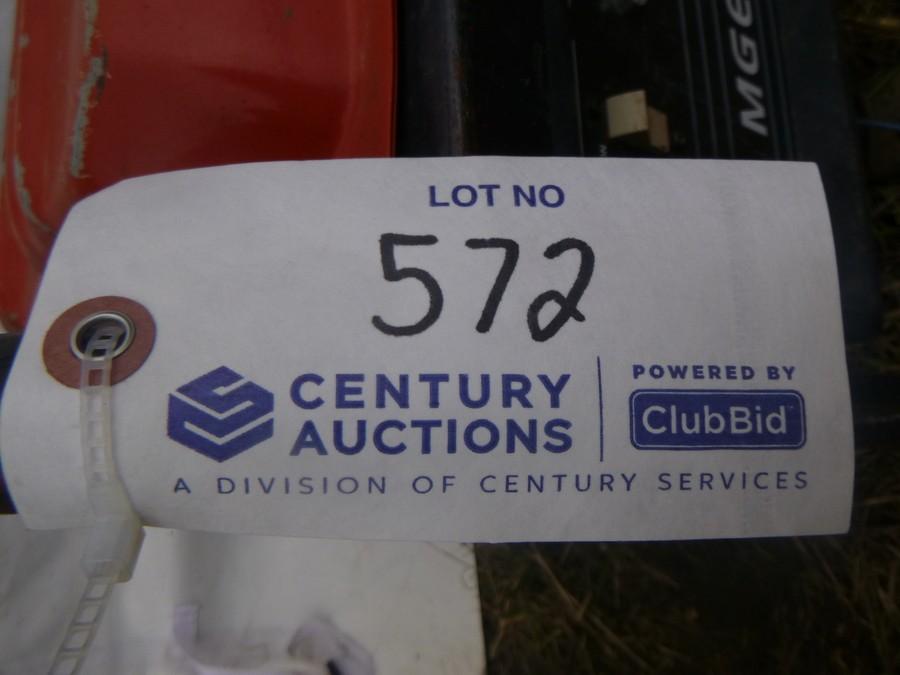 MGE
LOT NO
572
CENTURY
AUCTIONS
POWERED BY
ClubBid
A DIVISION OF CENTURY SERVICES